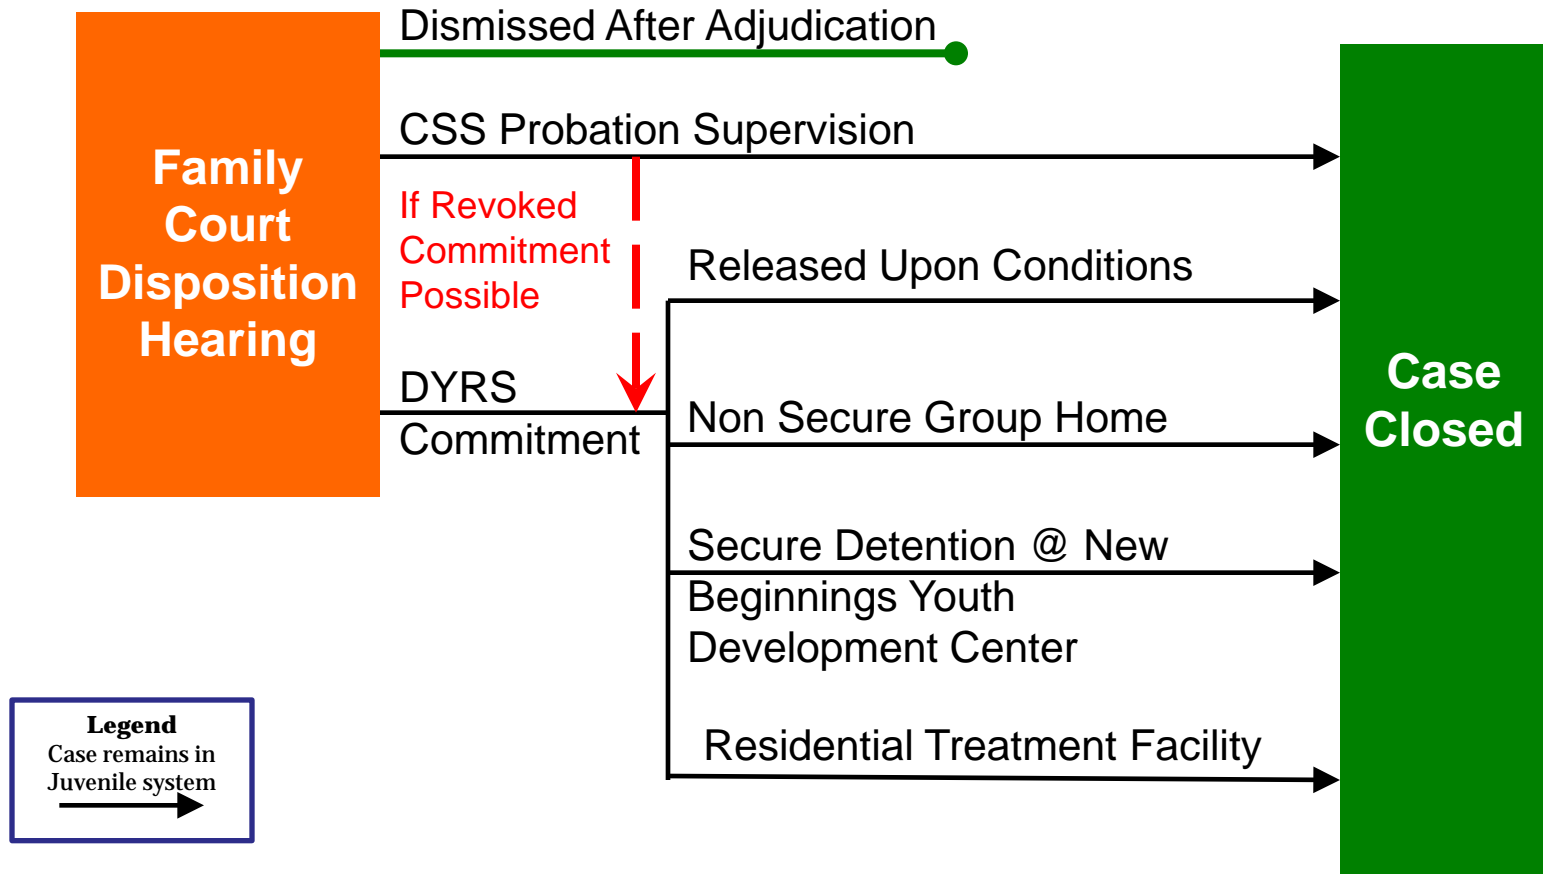 Dismissed After Adjudication
Family
Court
Disposition
Hearing
CSS Probation Supervision
If Revoked
Commitment
Possible
DYRS
Commitment
Released Upon Conditions
Non Secure Group Home
Secure Detention @ New
Beginnings Youth
Development Center
Residential Treatment Facility
Case
Closed
Legend
Case remains in
Juvenile system